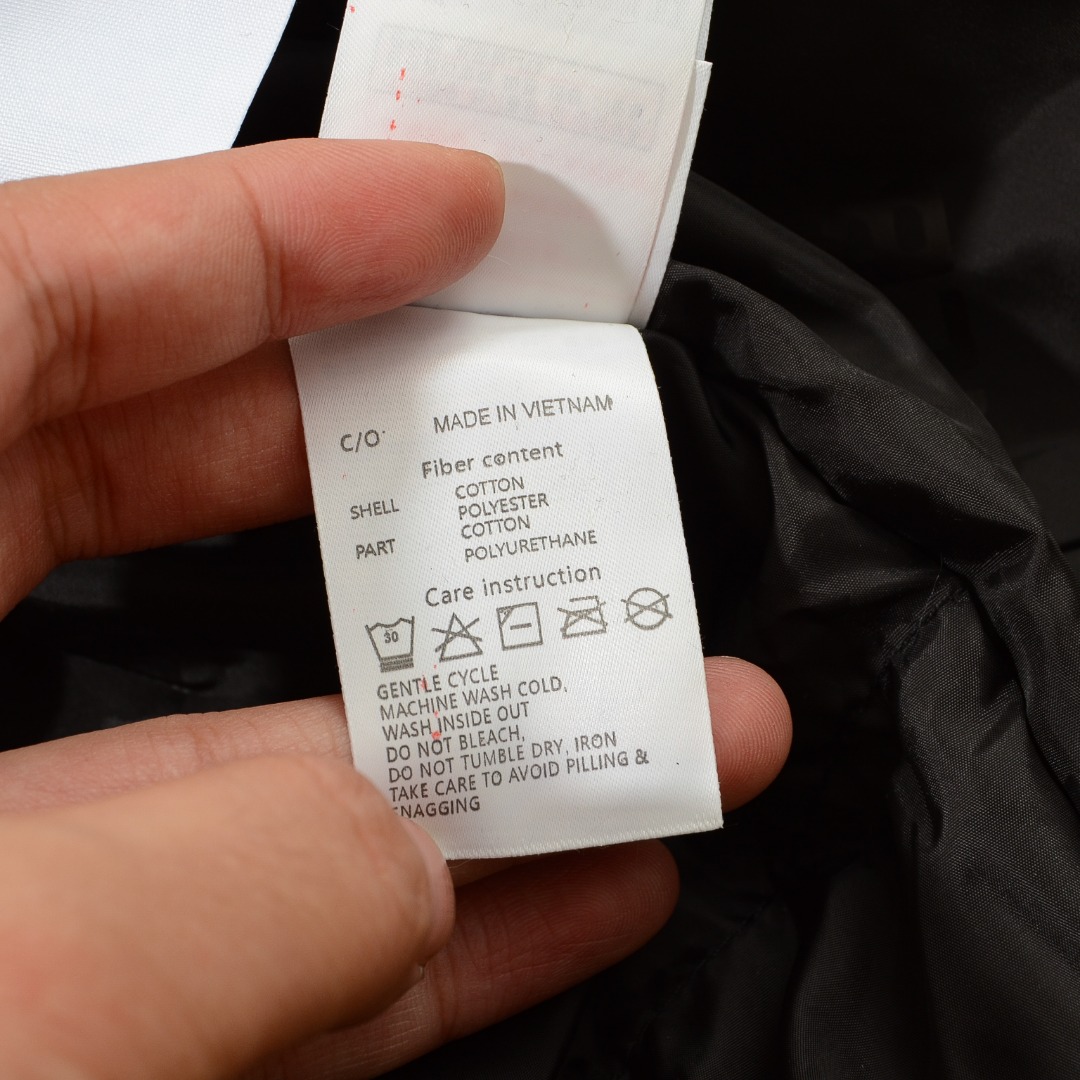 C/O MADE IN VIETNAM
Fiber content
SHELL COTTON
POLYESTER
PART COTTON
POLYURETHANE
Care instruction
30
GENTLE CYCLE
MACHINE WASH COLD,
WASH INSIDE OUT
DO NOT BLEACH,
DO NOT TUMBLE DRY, IRON
TAKE CARE TO AVOID PILLING &
SNAGGING